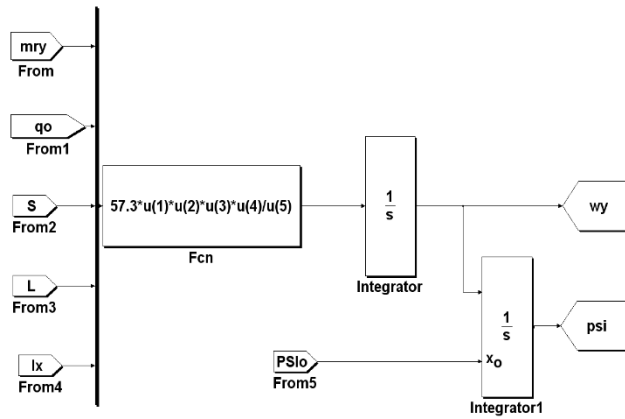 mry
From
qo
From1
S
From2
L
From3
Ix
From4
57.3*u(1)*u(2)*u(3)*u(4)/u(5)
Fcn
1
s
Integrator
wy
PSIo
From5
1
s
xo
Integrator1
psi